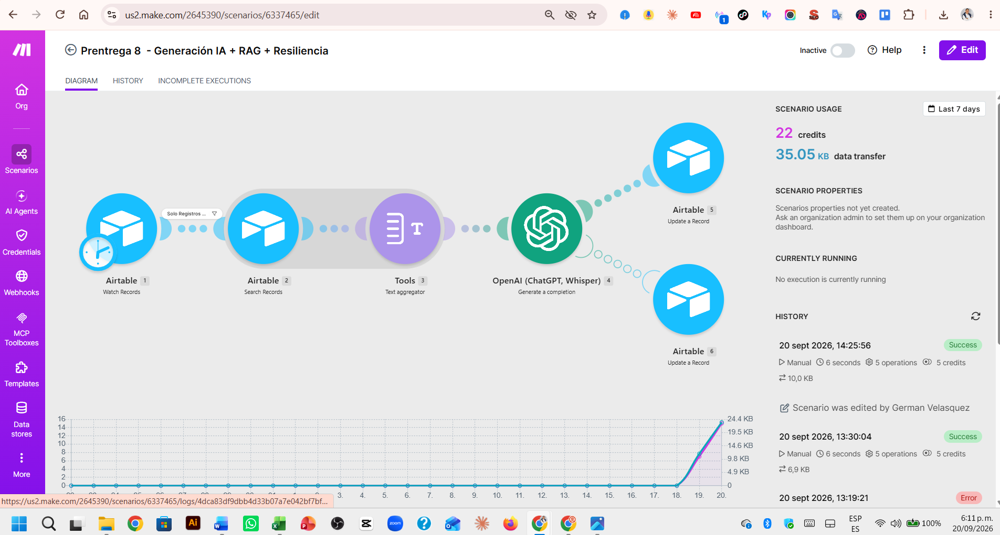 us2.make.com/2645390/scenarios/6337465/edit
1
SEO
Prentrega 8 - Generación IA + RAG + Resiliencia
Inactive
Help
Edit
DIAGRAM
HISTORY
INCOMPLETE EXECUTIONS
Org
Scenarios
AI Agents
Credentials
Webhooks
MCP
Toolboxes
Templates
Data
stores
More
Solo Registros ...
Airtable 1
Watch Records
Airtable 2
Search Records
T
Tools 3
Text aggregator
OpenAI (ChatGPT, Whisper) 4
Generate a completion
Airtable 5
Update a Record
Airtable 6
Update a Record
SCENARIO USAGE
Last 7 days
22 credits
35.05 KB data transfer
SCENARIO PROPERTIES
Scenarios properties not yet created.
Ask an organization admin to set them up on your organization
dashboard.
CURRENTLY RUNNING
No execution is currently running
HISTORY
20 sept 2026, 14:25:56
Success
Manual 6 seconds 5 operations 5 credits
10,0 KB
Scenario was edited by German Velasquez
20 sept 2026, 13:30:04
Success
Manual 6 seconds 5 operations 5 credits
6,9 KB
20 sept 2026, 13:19:21
Error
16
14
12
10
8
6
4
2
0
24.4 KB
19.5 KB
14.6 KB
9.8 KB
4.9 KB
0
3. 4. 5. 6. 7. 8. 9. 10. 11. 12. 13. 14. 15. 16. 17. 18. 19. 20.
https://us2.make.com/2645390/scenarios/6337465/logs/4dca83df9dbb4d33b07a7e042bf7bf...
Ai
W
X
P
zoom
?
ESP
ES
100%
6:11 p. m.
20/09/2026